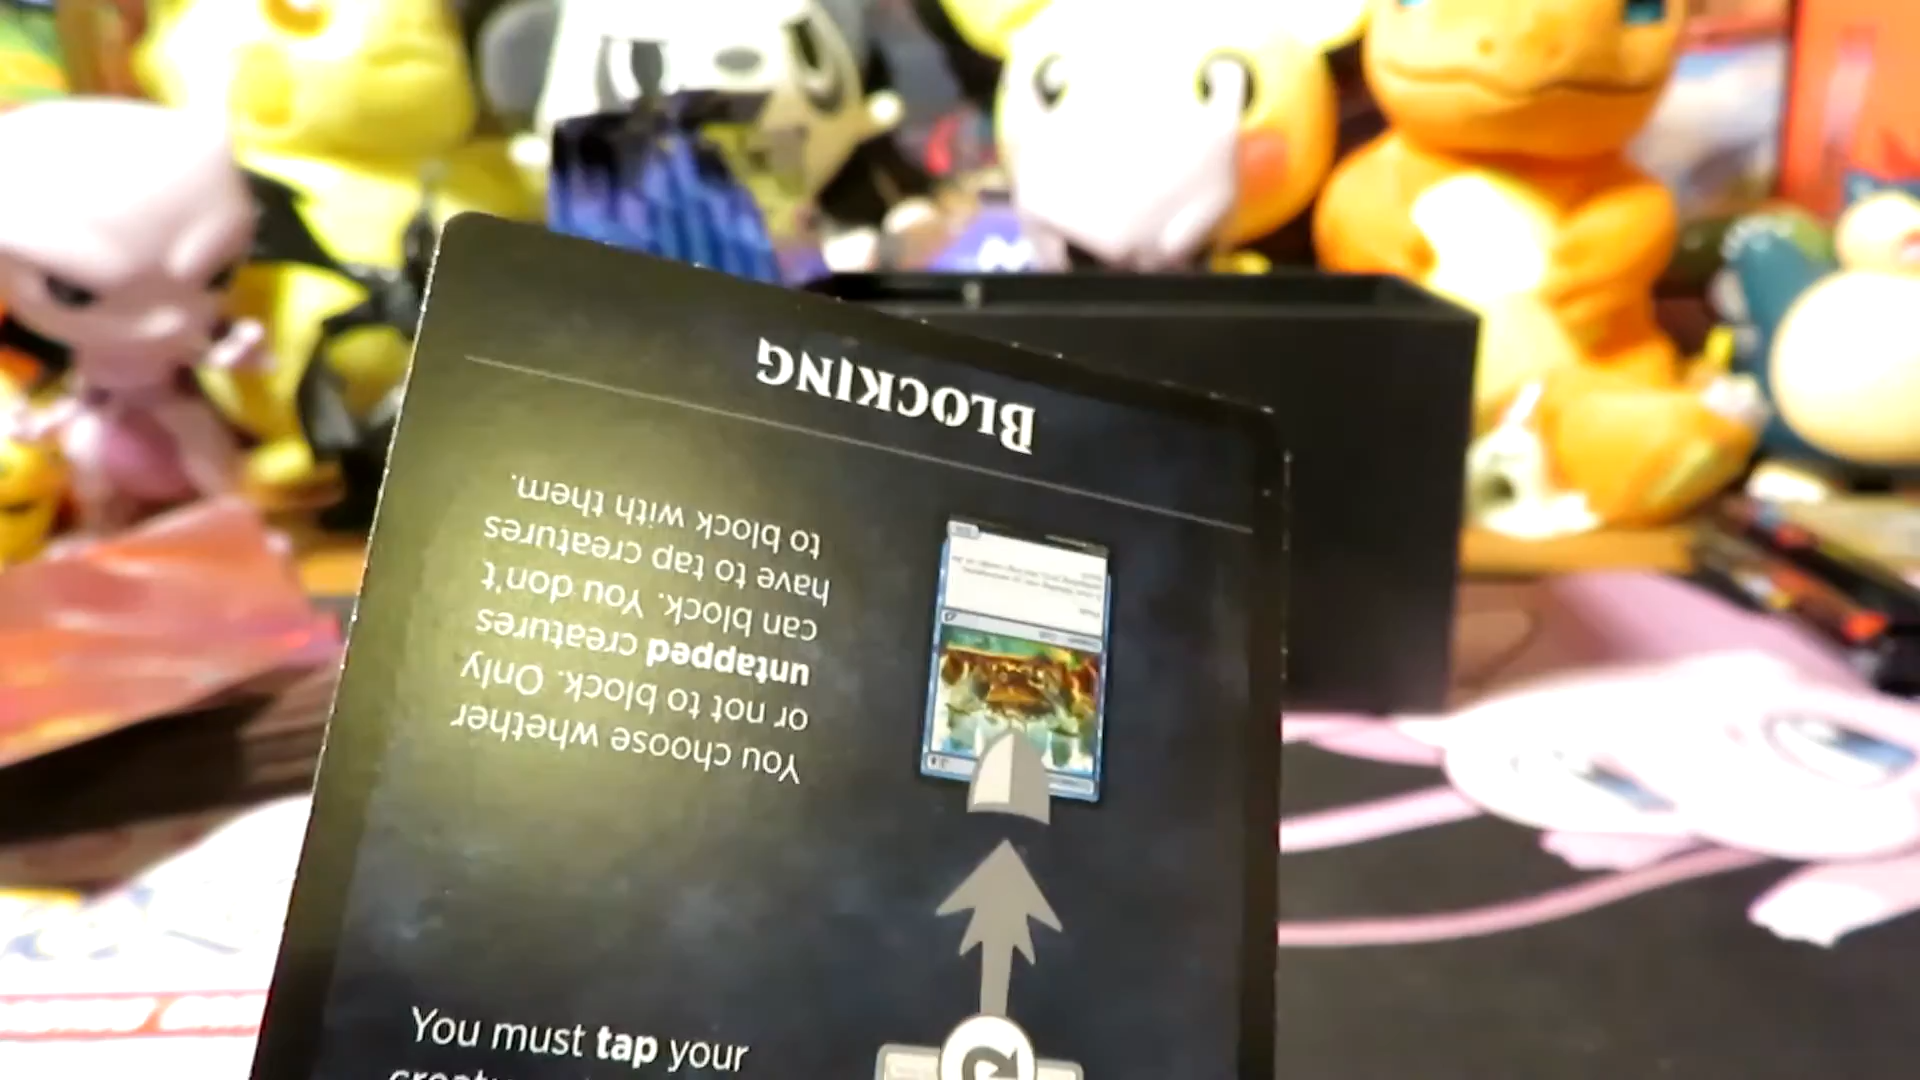 BLOCKING
You choose whether
or not to block. Only
untapped creatures
can block. You don't
have to tap creatures
to block with them.
You must tap your